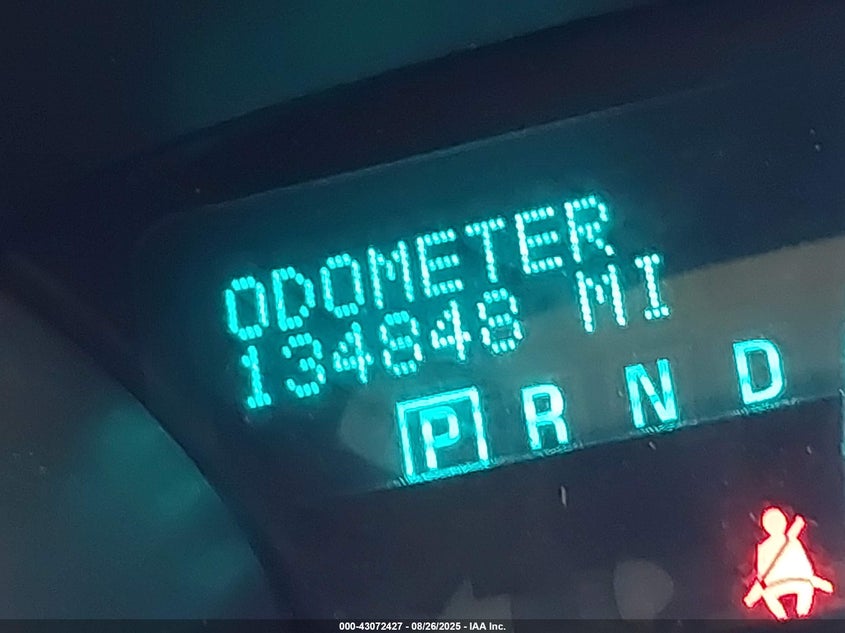 ODOMETER
134848 MI
P R N D
000-43072427 - 08/26/2025 - IAA Inc.